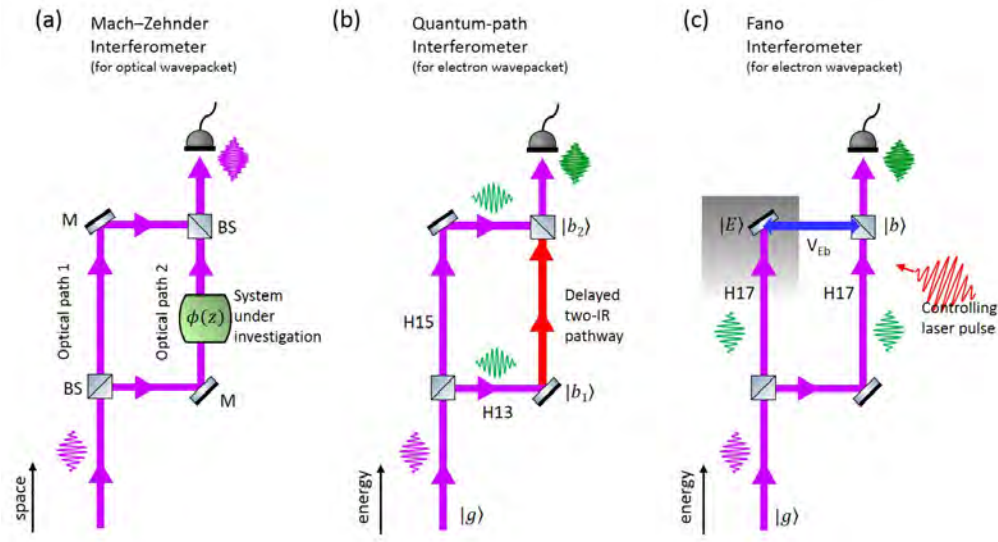 (a)
Mach–Zehnder
Interferometer
(for optical wavepacket)
M
BS
Optical path 1
Optical path 2
ϕ(z)
System
under
investigation
BS
M
space
(b)
Quantum-path
Interferometer
(for electron wavepacket)
|b₂⟩
H15
Delayed
two-IR
pathway
H13
|b₁⟩
energy
|g⟩
(c)
Fano
Interferometer
(for electron wavepacket)
|E⟩
V_Eb
|b⟩
H17
H17
Controlling
laser pulse
energy
|g⟩